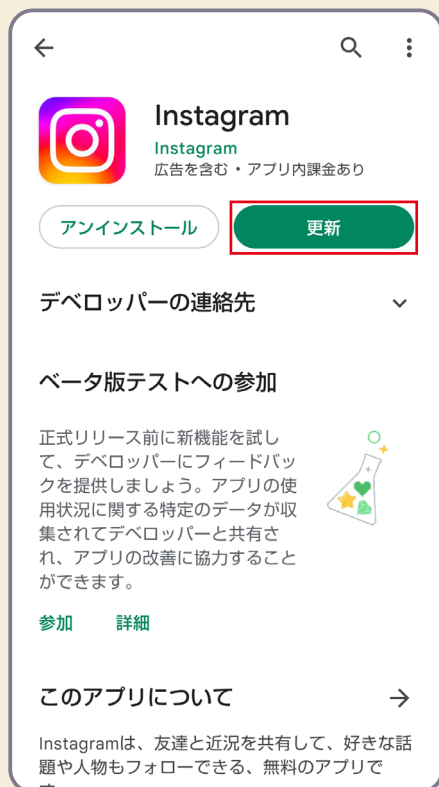 Instagram
Instagram
広告を含む・アプリ内課金あり
アンインストール
更新
デベロッパーの連絡先
ベータ版テストへの参加
正式リリース前に新機能を試し
て、デベロッパーにフィードバッ
クを提供しましょう。アプリの使
用状況に関する特定のデータが収
集されてデベロッパーと共有さ
れ、アプリの改善に協力すること
ができます。
参加 詳細
このアプリについて
Instagramは、友達と近況を共有して、好きな話
題や人物もフォローできる、無料のアプリで